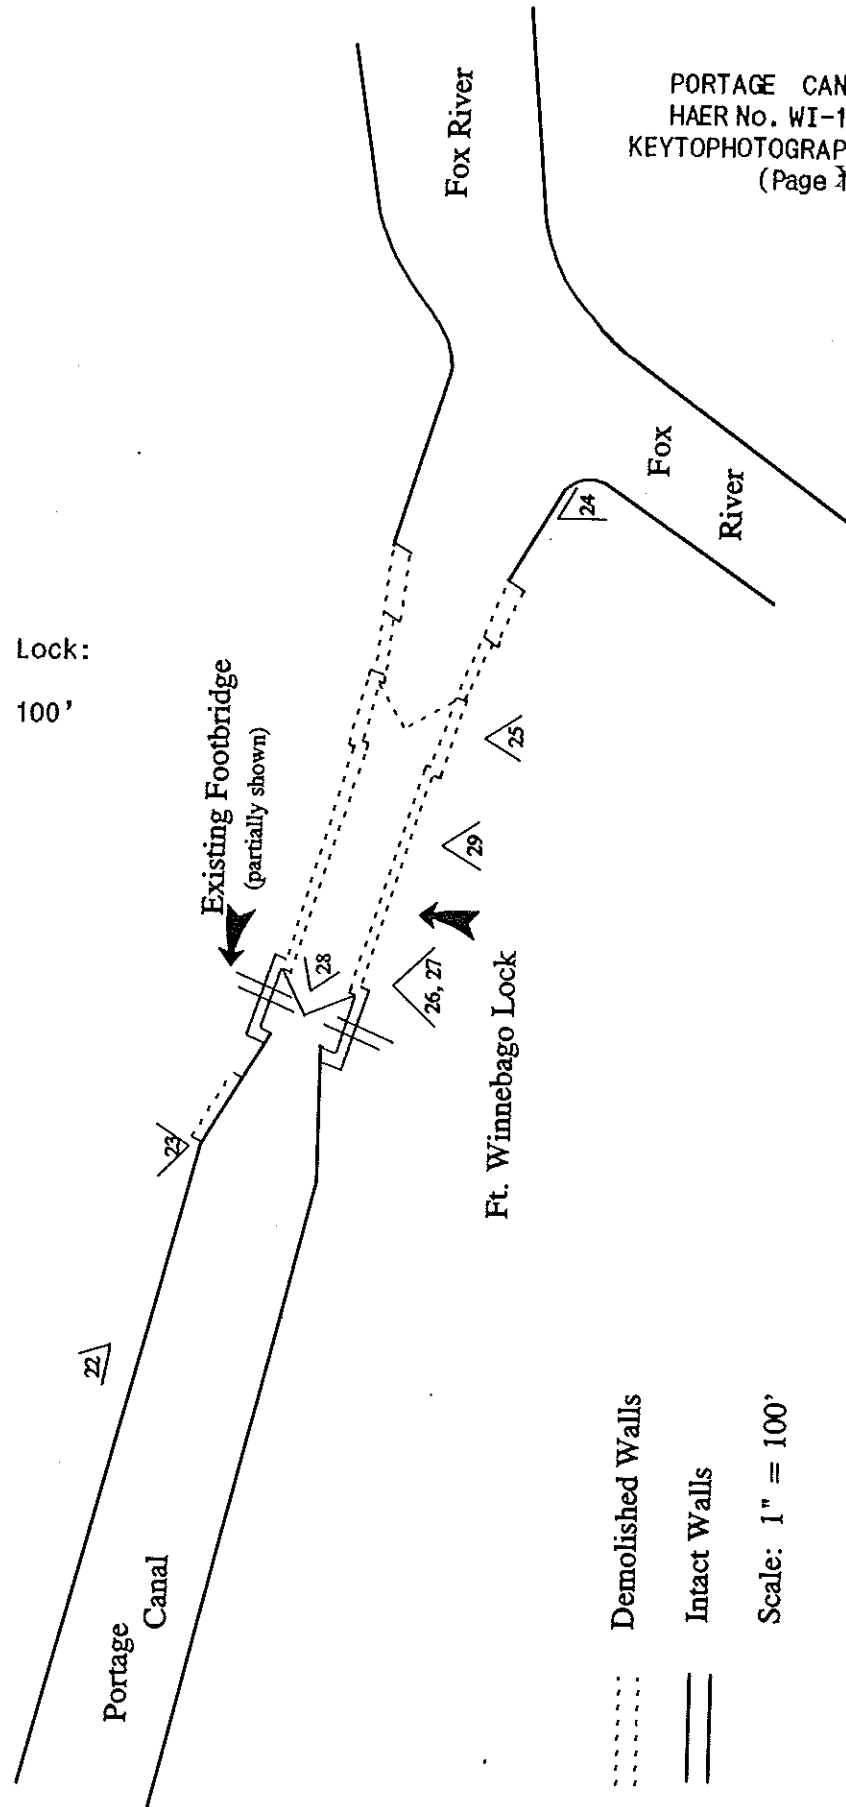 PORTAGE CAN
HAER No. WI-1
KEYTOPHOTOGRAP
(Page
Lock:
100'
Fox River
Fox
River
24
Existing Footbridge
(partially shown)
25
29
28
26, 27
Ft. Winnebago Lock
23
22
Portage
Canal
Demolished Walls
Intact Walls
Scale: 1" = 100'